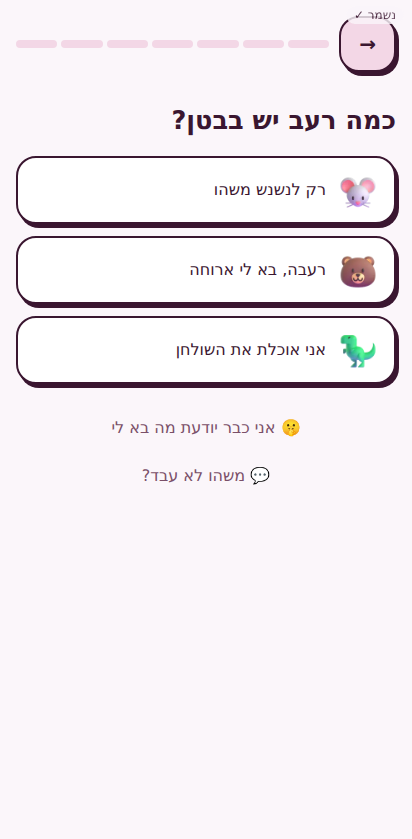 נשמר ✓
→
כמה רעב יש בבטן?
🐭 רק לנשנש משהו
🐻 רעבה, בא לי ארוחה
🦖 אני אוכלת את השולחן
🤫 אני כבר יודעת מה בא לי
💬 משהו לא עבד?